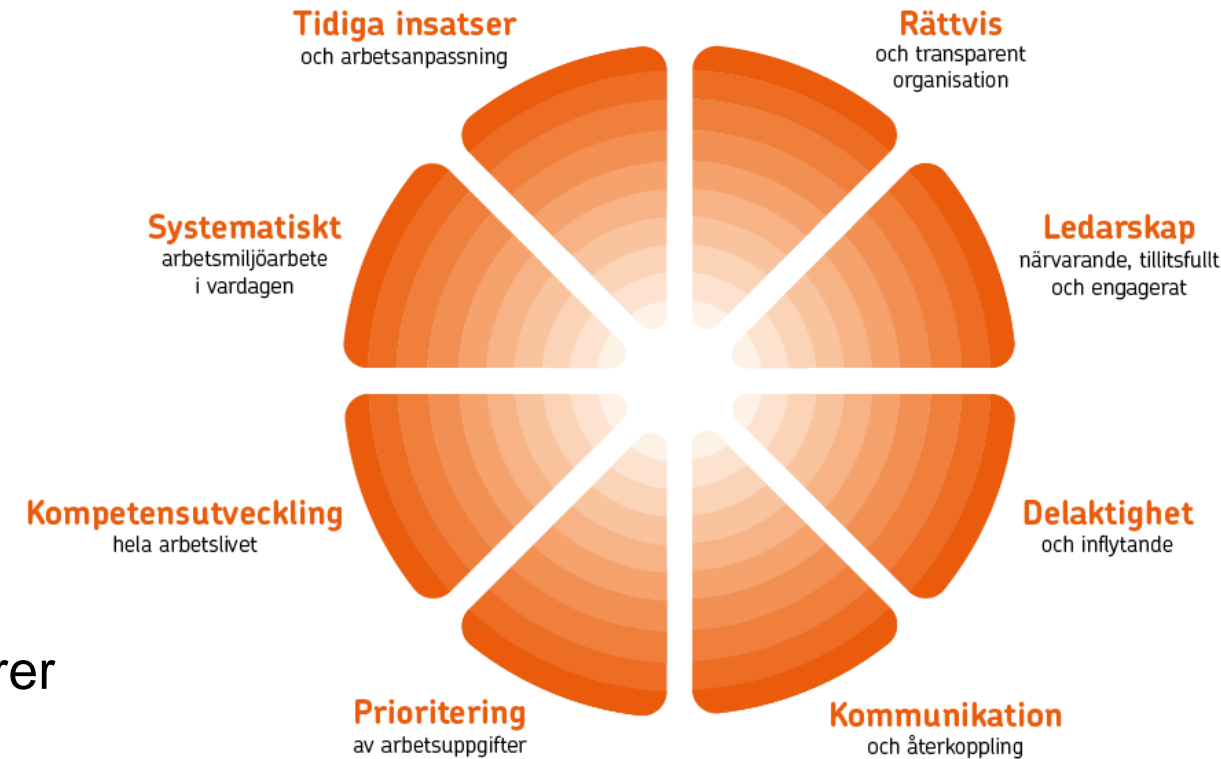 Tidiga insatser
och arbetsanpassning
Rättvis
och transparent
organisation
Ledarskap
närvarande, tillitsfullt
och engagerat
Delaktighet
och inflytande
Kommunikation
och återkoppling
Prioritering
av arbetsuppgifter
Kompetensutveckling
hela arbetslivet
Systematiskt
arbetsmiljöarbete
i vardagen